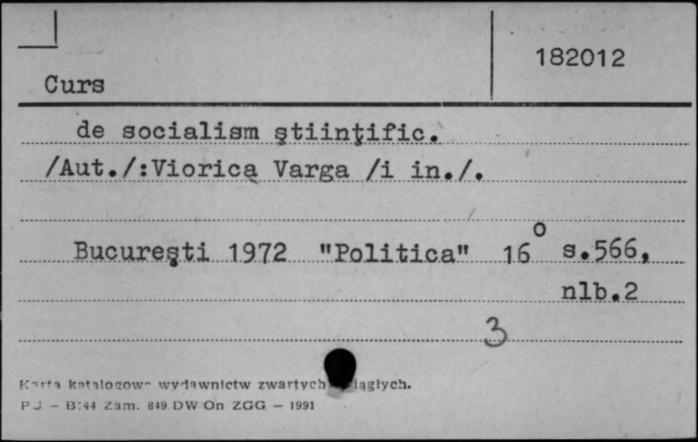 182012
Curs
de socialism ştiinţific.
/Aut./:Viorica Varga /i in./.
Bucureşti 1972 "Politica" 16° s.566,
nlb.2
3
Karta katalogowa wydawnictw zwartych ciągłych.
PJ – B:44 Zam. 849 DW On ZGG – 1991